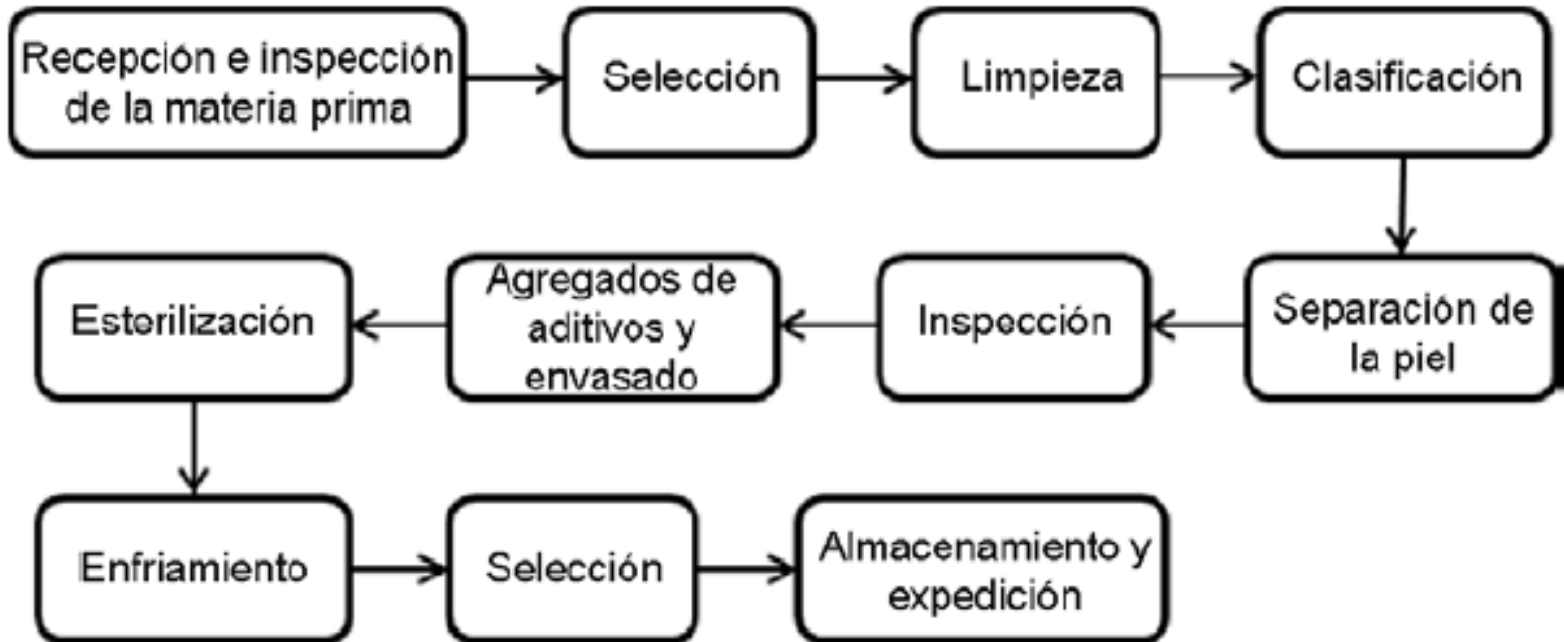 Recepción e inspección
de la materia prima
Selección
Limpieza
Clasificación
Separación de
la piel
Inspección
Agregados de
aditivos y
envasado
Esterilización
Enfriamiento
Selección
Almacenamiento y
expedición